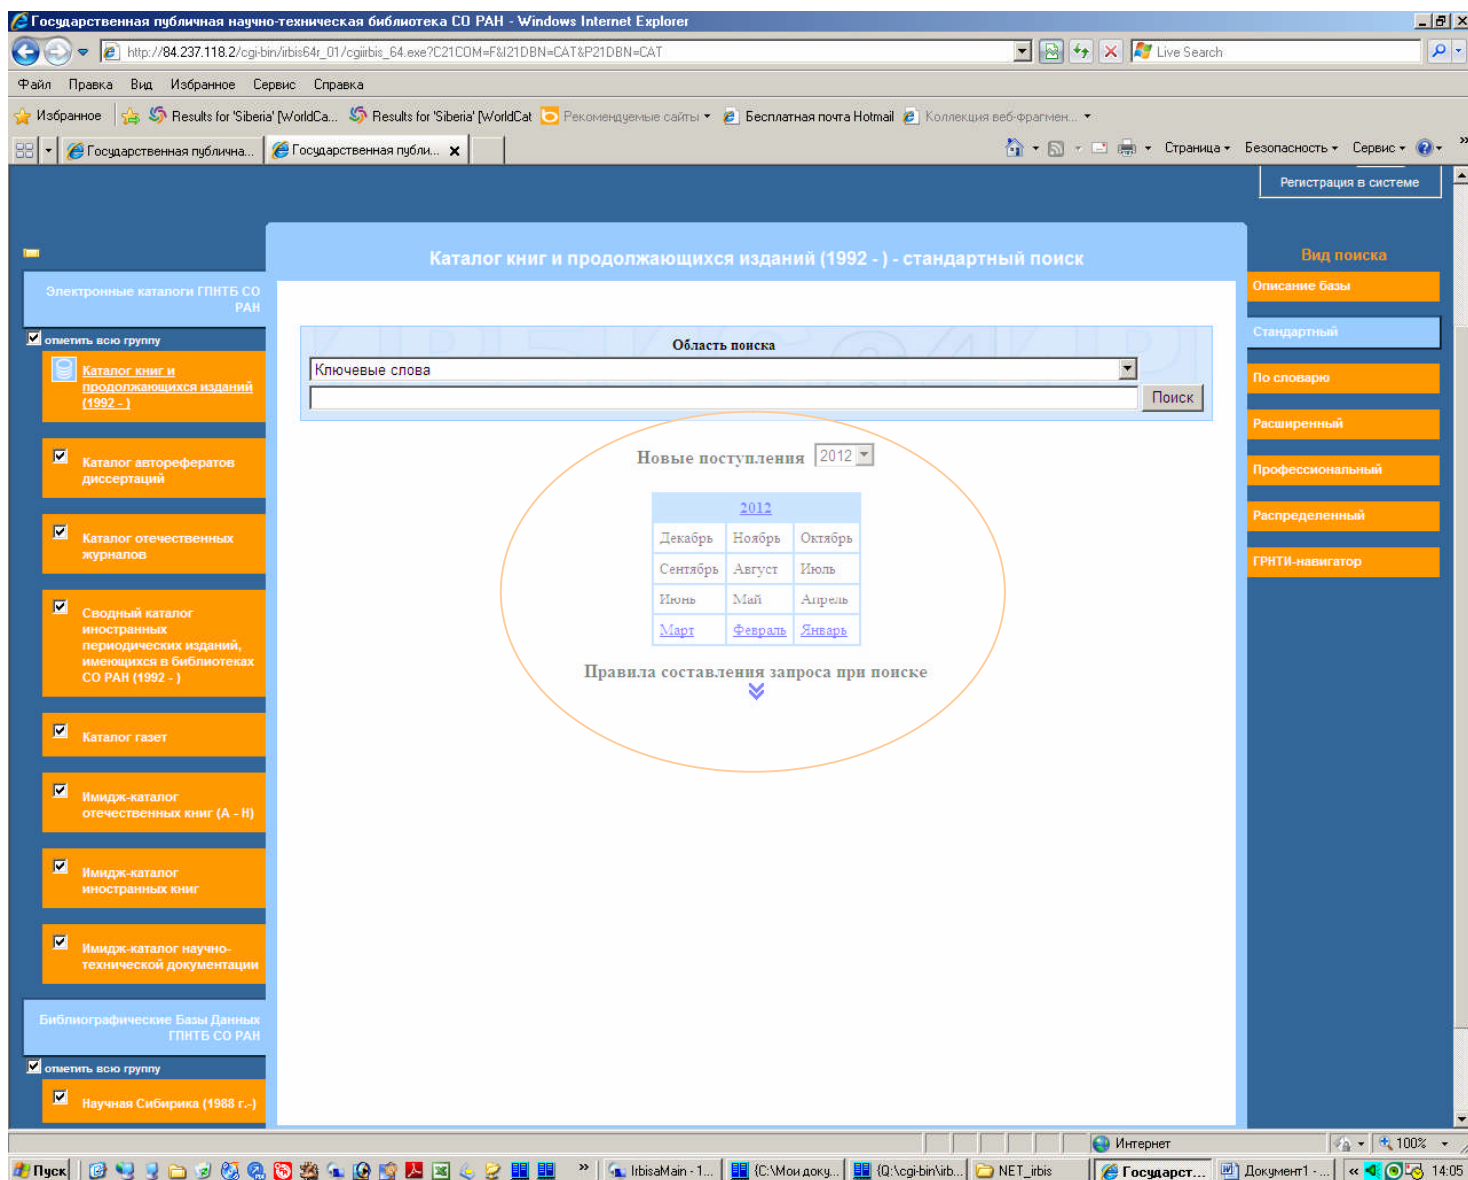 Государственная публичная научно-техническая библиотека СО РАН - Windows Internet Explorer
http://84.237.118.2/cgi-bin/irbis64r_01/cgiirbis_64.exe?C21COM=F&I21DBN=CAT&P21DBN=CAT
Live Search
Файл Правка Вид Избранное Сервис Справка
Избранное Results for 'Siberia' [WorldCa... Results for 'Siberia' [WorldCat Рекомендуемые сайты Бесплатная почта Hotmail Коллекция веб-фрагмен...
Государственная публична... Государственная публи... Страница Безопасность Сервис
Регистрация в системе
Каталог книг и продолжающихся изданий (1992 - ) - стандартный поиск
Электронные каталоги ГПНТБ СО
РАН
отметить всю группу
Каталог книг и
продолжающихся изданий
(1992 - )
Каталог авторефератов
диссертаций
Каталог отечественных
журналов
Сводный каталог
иностранных
периодических изданий,
имеющихся в библиотеках
СО РАН (1992 - )
Каталог газет
Имидж-каталог
отечественных книг (А - Н)
Имидж-каталог
иностранных книг
Имидж-каталог научно-
технической документации
Библиографические Базы Данных
ГПНТБ СО РАН
отметить всю группу
Научная Сибирика (1988 г.-)
Область поиска
Ключевые слова
Поиск
Новые поступления 2012
2012
Декабрь Ноябрь Октябрь
Сентябрь Август Июль
Июнь Май Апрель
Март Февраль Январь
Правила составления запроса при поиске
Вид поиска
Описание базы
Стандартный
По словарю
Расширенный
Профессиональный
Распределенный
ГРНТИ-навигатор
Интернет 100%
Пуск IrbisaMain - 1... {C:\Мои доку... {Q:\cgi-bin\irb... NET_irbis Государст... Документ1 - ... 14:05